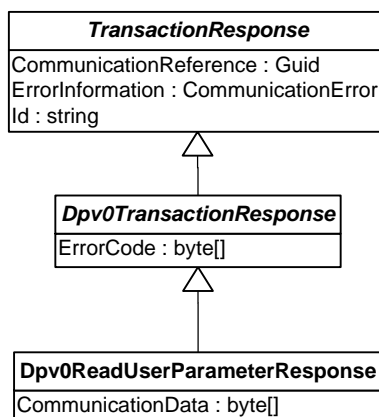 TransactionResponse
CommunicationReference : Guid
ErrorInformation : CommunicationError
Id : string
Dpv0TransactionResponse
ErrorCode : byte[]
Dpv0ReadUserParameterResponse
CommunicationData : byte[]